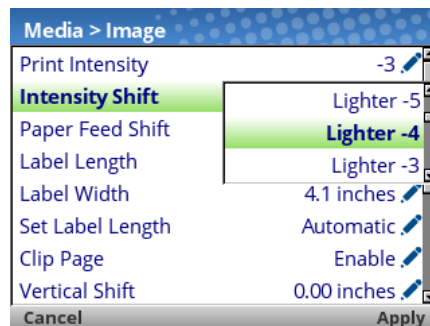 Media > Image
Print Intensity -3
Intensity Shift Lighter -5
Lighter -4
Paper Feed Shift
Label Length Lighter -3
Label Width 4.1 inches
Set Label Length Automatic
Clip Page Enable
Vertical Shift 0.00 inches
Cancel Apply